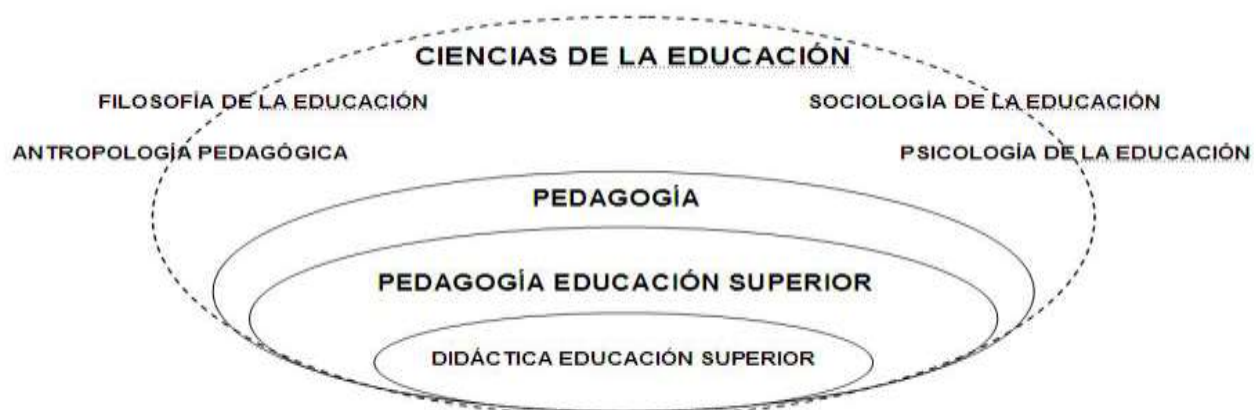 CIENCIAS DE LA EDUCACIÓN
FILOSOFÍA DE LA EDUCACIÓN
SOCIOLOGÍA DE LA EDUCACIÓN
ANTROPOLOGÍA PEDAGÓGICA
PSICOLOGÍA DE LA EDUCACIÓN
PEDAGOGÍA
PEDAGOGÍA EDUCACIÓN SUPERIOR
DIDÁCTICA EDUCACIÓN SUPERIOR